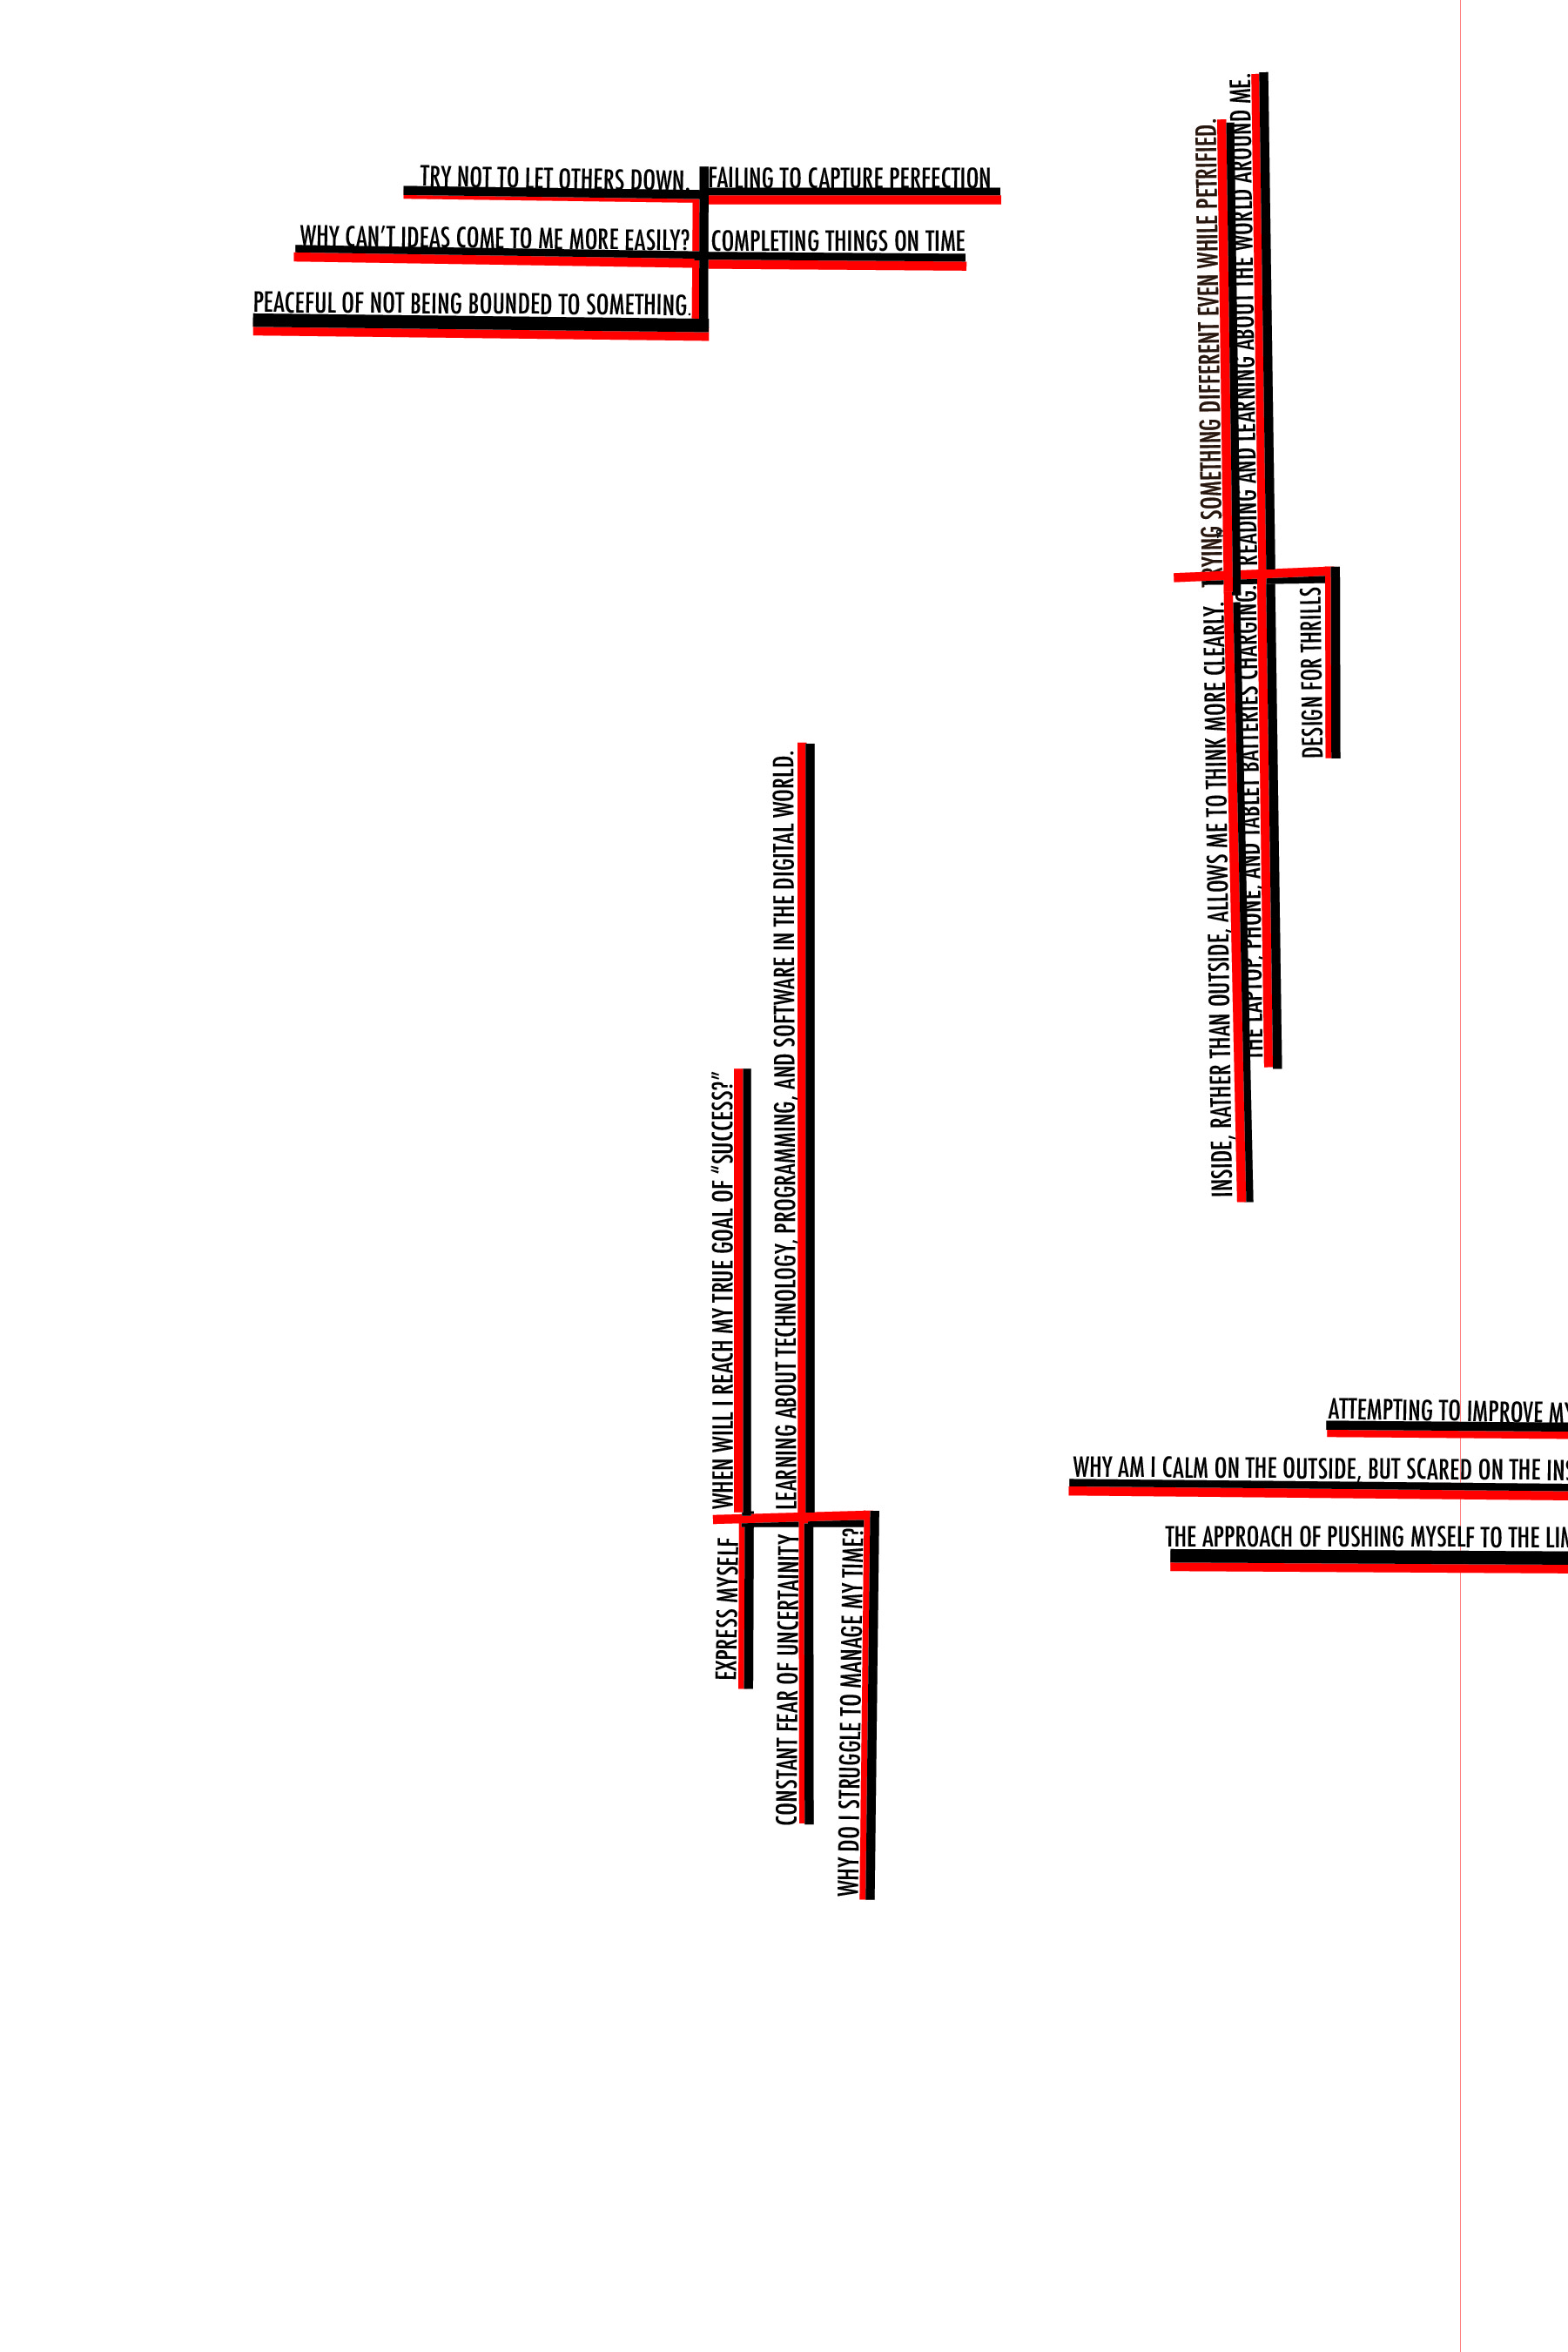 TRY NOT TO LET OTHERS DOWN.
FAILING TO CAPTURE PERFECTION
WHY CAN'T IDEAS COME TO ME MORE EASILY?
COMPLETING THINGS ON TIME
PEACEFUL OF NOT BEING BOUNDED TO SOMETHING.
TRYING SOMETHING DIFFERENT EVEN WHILE PETRIFIED.
READING AND LEARNING ABOUT THE WORLD AROUND ME.
INSIDE, RATHER THAN OUTSIDE, ALLOWS ME TO THINK MORE CLEARLY.
THE LAPTOP, PHONE, AND TABLET BATTERIES CHARGING.
DESIGN FOR THRILLS
WHEN WILL I REACH MY TRUE GOAL OF “SUCCESS?”
LEARNING ABOUT TECHNOLOGY, PROGRAMMING, AND SOFTWARE IN THE DIGITAL WORLD.
EXPRESS MYSELF
CONSTANT FEAR OF UNCERTAINITY
WHY DO I STRUGGLE TO MANAGE MY TIME?
ATTEMPTING TO IMPROVE MY
WHY AM I CALM ON THE OUTSIDE, BUT SCARED ON THE INS
THE APPROACH OF PUSHING MYSELF TO THE LIM